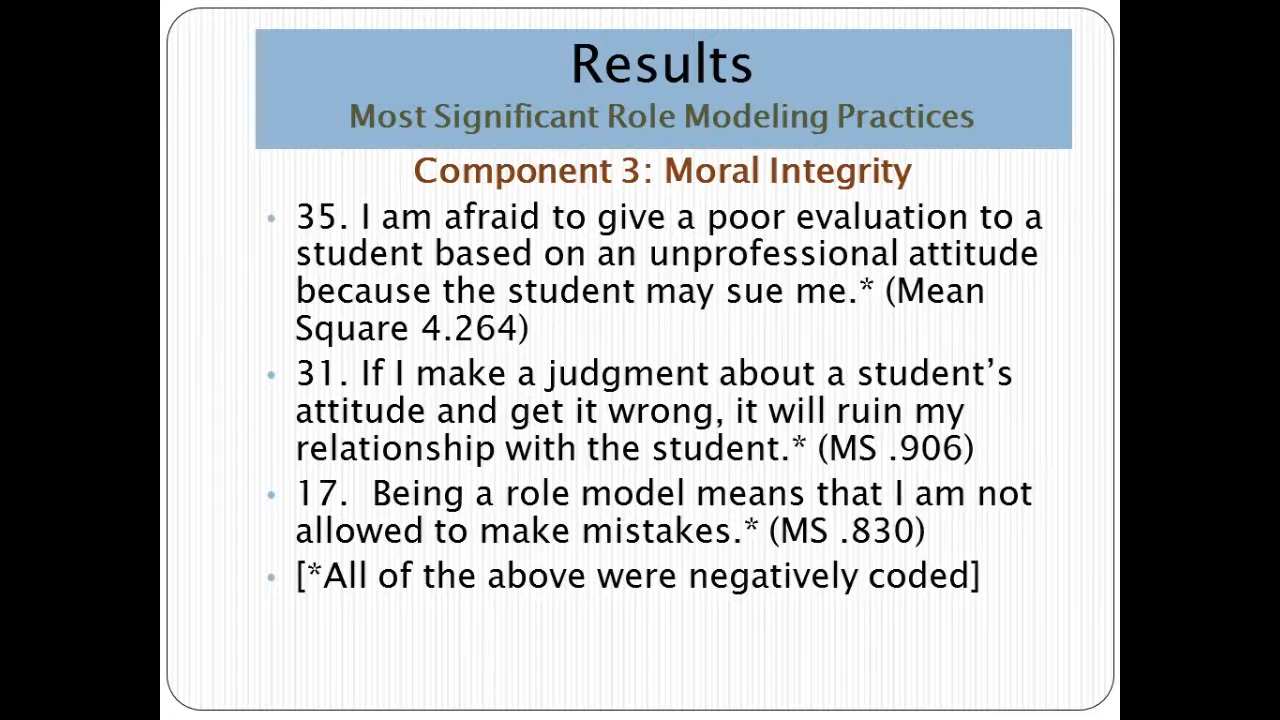 Results
Most Significant Role Modeling Practices
Component 3: Moral Integrity
• 35. I am afraid to give a poor evaluation to a
student based on an unprofessional attitude
because the student may sue me.* (Mean
Square 4.264)
• 31. If I make a judgment about a student’s
attitude and get it wrong, it will ruin my
relationship with the student.* (MS .906)
• 17.  Being a role model means that I am not
allowed to make mistakes.* (MS .830)
• [*All of the above were negatively coded]